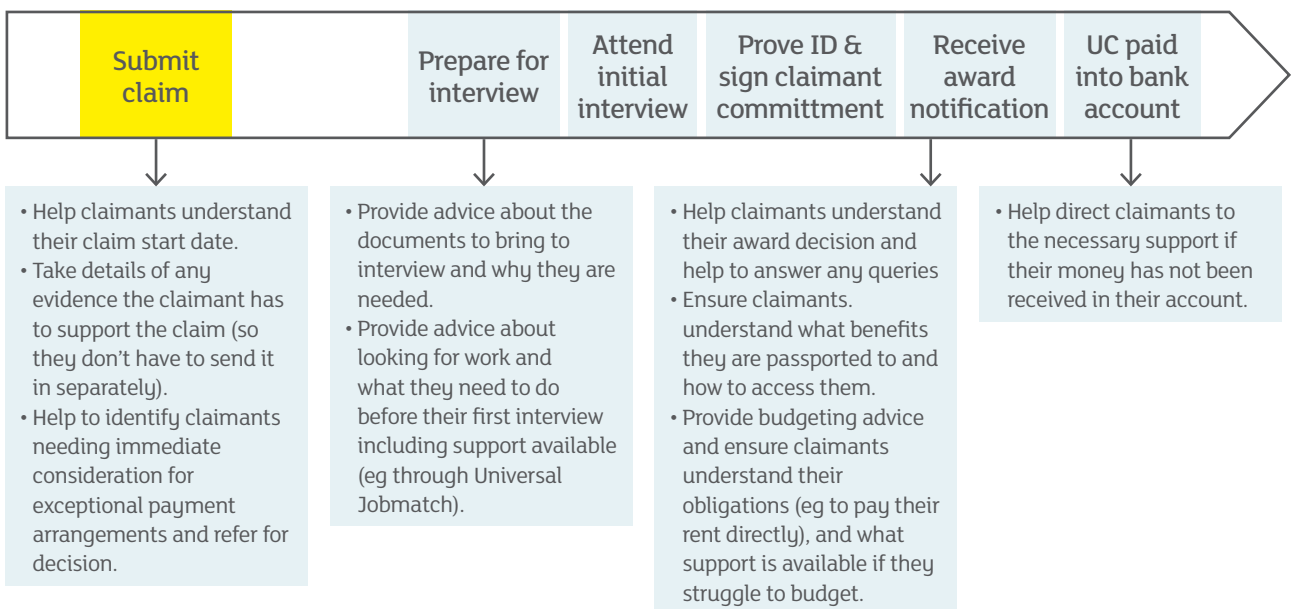 Submit
claim
Prepare for
interview
Attend
initial
interview
Prove ID &
sign claimant
committment
Receive
award
notification
UC paid
into bank
account
• Help claimants understand
their claim start date.
• Take details of any
evidence the claimant has
to support the claim (so
they don't have to send it
in separately).
• Help to identify claimants
needing immediate
consideration for
exceptional payment
arrangements and refer for
decision.
• Provide advice about the
documents to bring to
interview and why they are
needed.
• Provide advice about
looking for work and
what they need to do
before their first interview
including support available
(eg through Universal
Jobmatch).
• Help claimants understand
their award decision and
help to answer any queries
• Ensure claimants.
understand what benefits
they are passported to and
how to access them.
• Provide budgeting advice
and ensure claimants
understand their
obligations (eg to pay their
rent directly), and what
support is available if they
struggle to budget.
• Help direct claimants to
the necessary support if
their money has not been
received in their account.